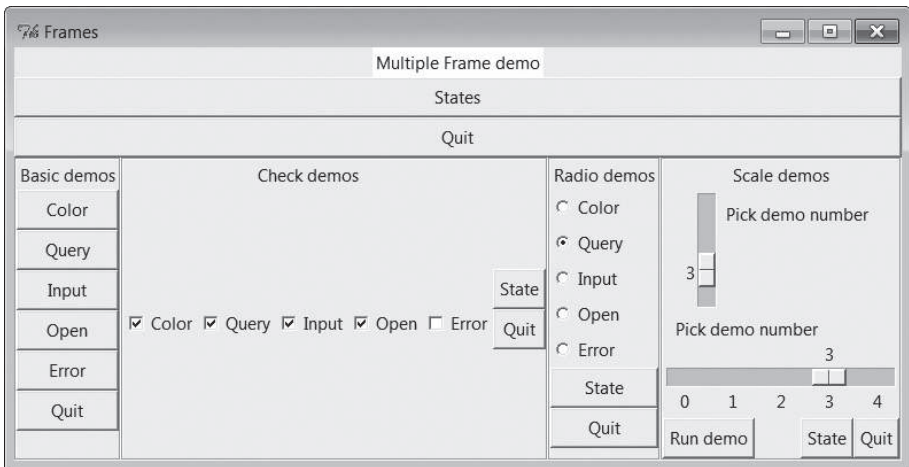 Frames
Multiple Frame demo
States
Quit
Basic demos
Color
Query
Input
Open
Error
Quit
Check demos
Color Query Input Open Error
State
Quit
Radio demos
Color
Query
Input
Open
Error
State
Quit
Scale demos
Pick demo number
3
Pick demo number
3
0 1 2 3 4
Run demo State Quit